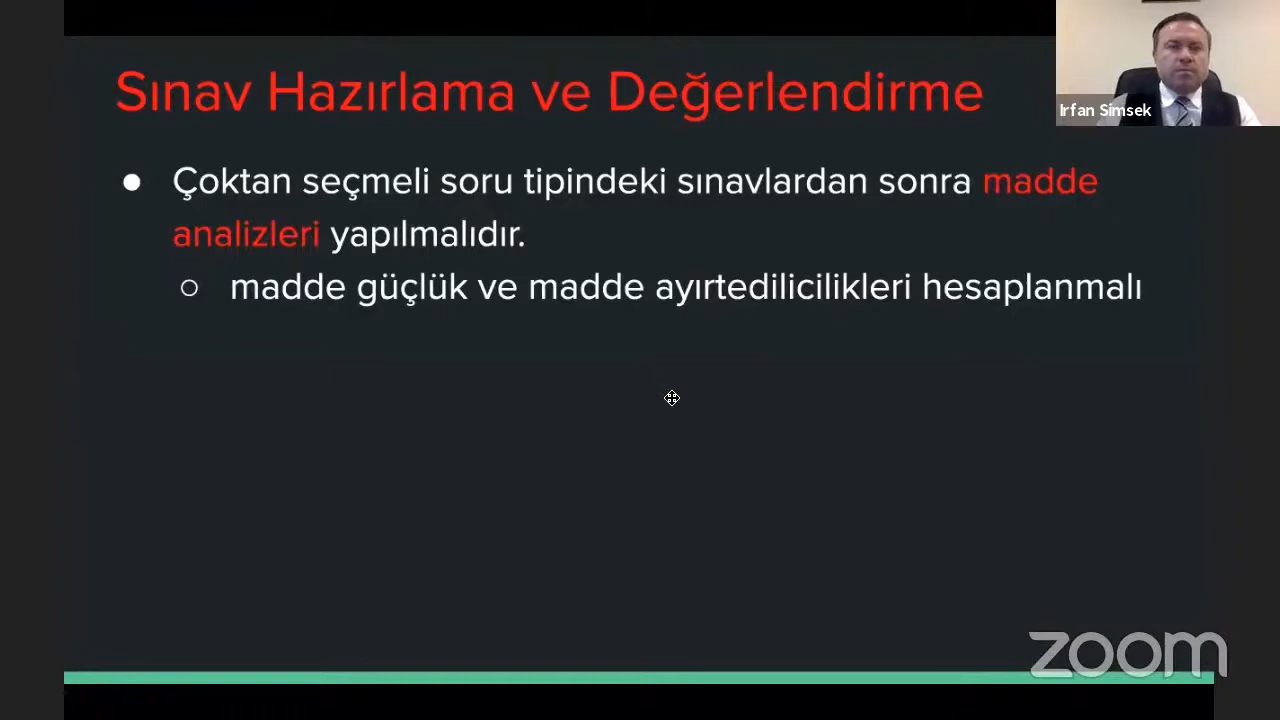 Sınav Hazırlama ve Değerlendirme
Irfan Simsek
● Çoktan seçmeli soru tipindeki sınavlardan sonra madde
analizleri yapılmalıdır.
○ madde güçlük ve madde ayırtedilicilikleri hesaplanmalı
zoom